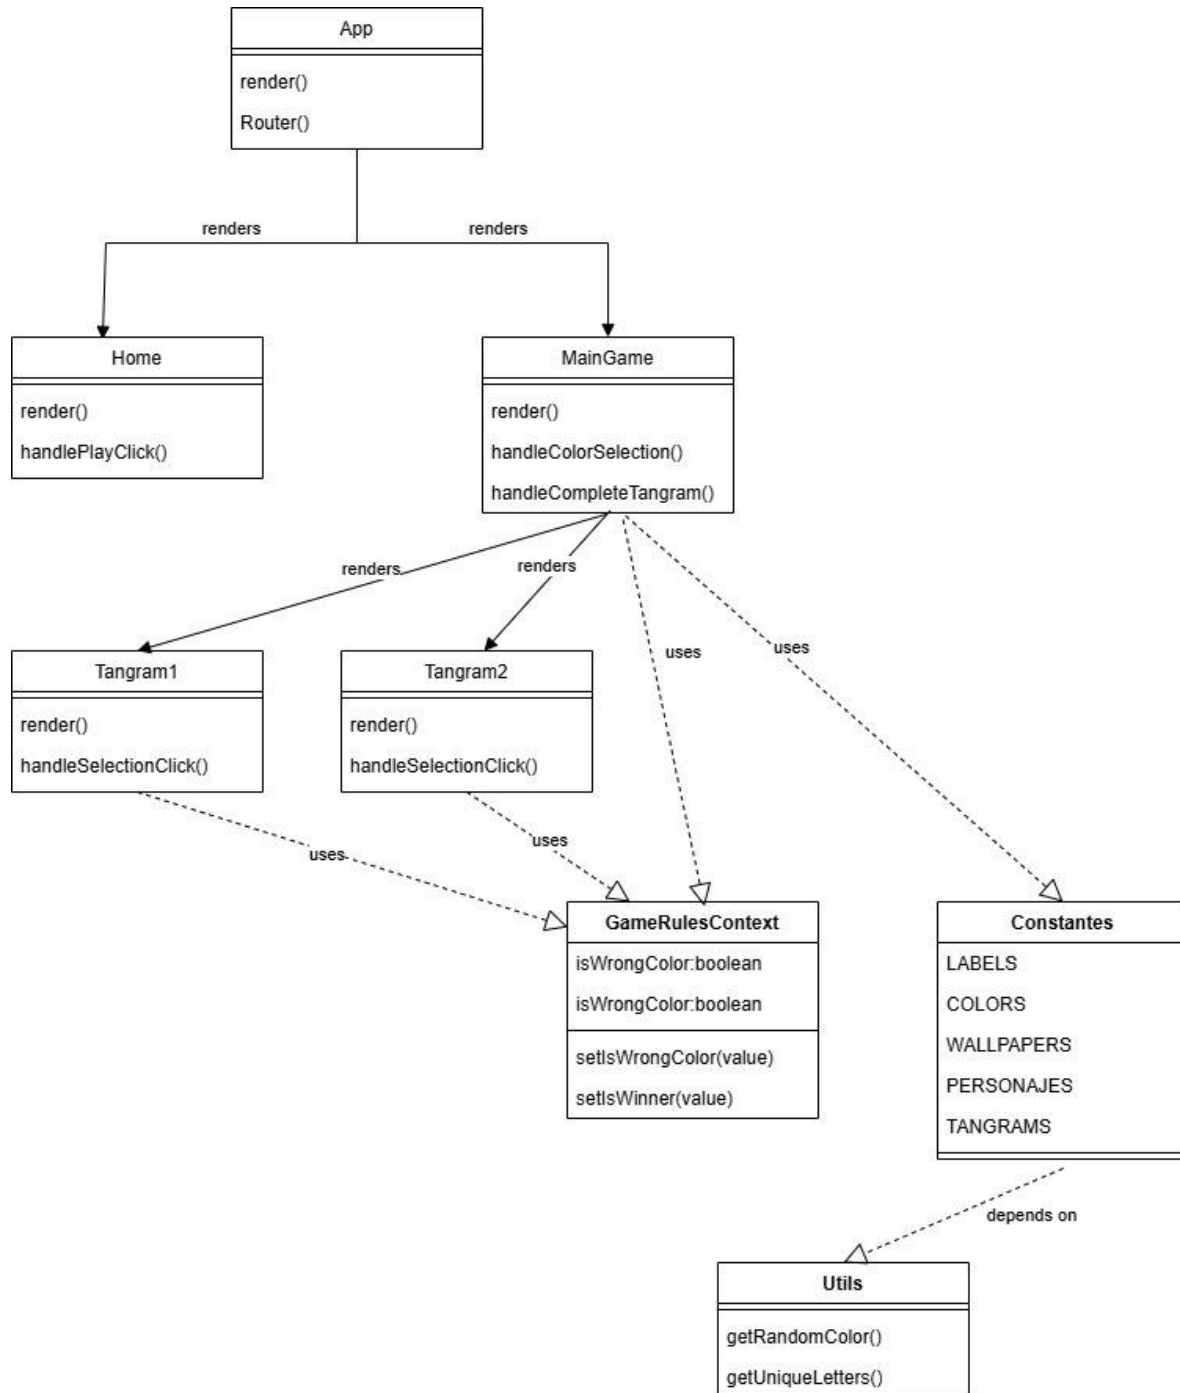 App
render()
Router()
renders
renders
Home
render()
handlePlayClick()
MainGame
render()
handleColorSelection()
handleCompleteTangram()
renders
renders
uses
uses
Tangram1
render()
handleSelectionClick()
Tangram2
render()
handleSelectionClick()
uses
uses
GameRulesContext
isWrongColor:boolean
isWrongColor:boolean
setIsWrongColor(value)
setIsWinner(value)
Constantes
LABELS
COLORS
WALLPAPERS
PERSONAJES
TANGRAMS
depends on
Utils
getRandomColor()
getUniqueLetters()